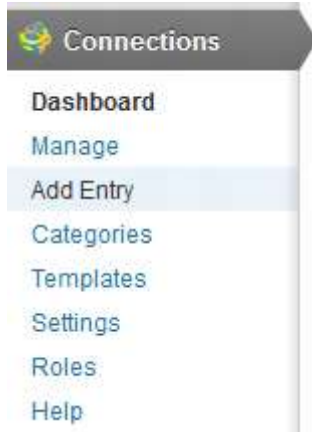 Connections
Dashboard
Manage
Add Entry
Categories
Templates
Settings
Roles
Help